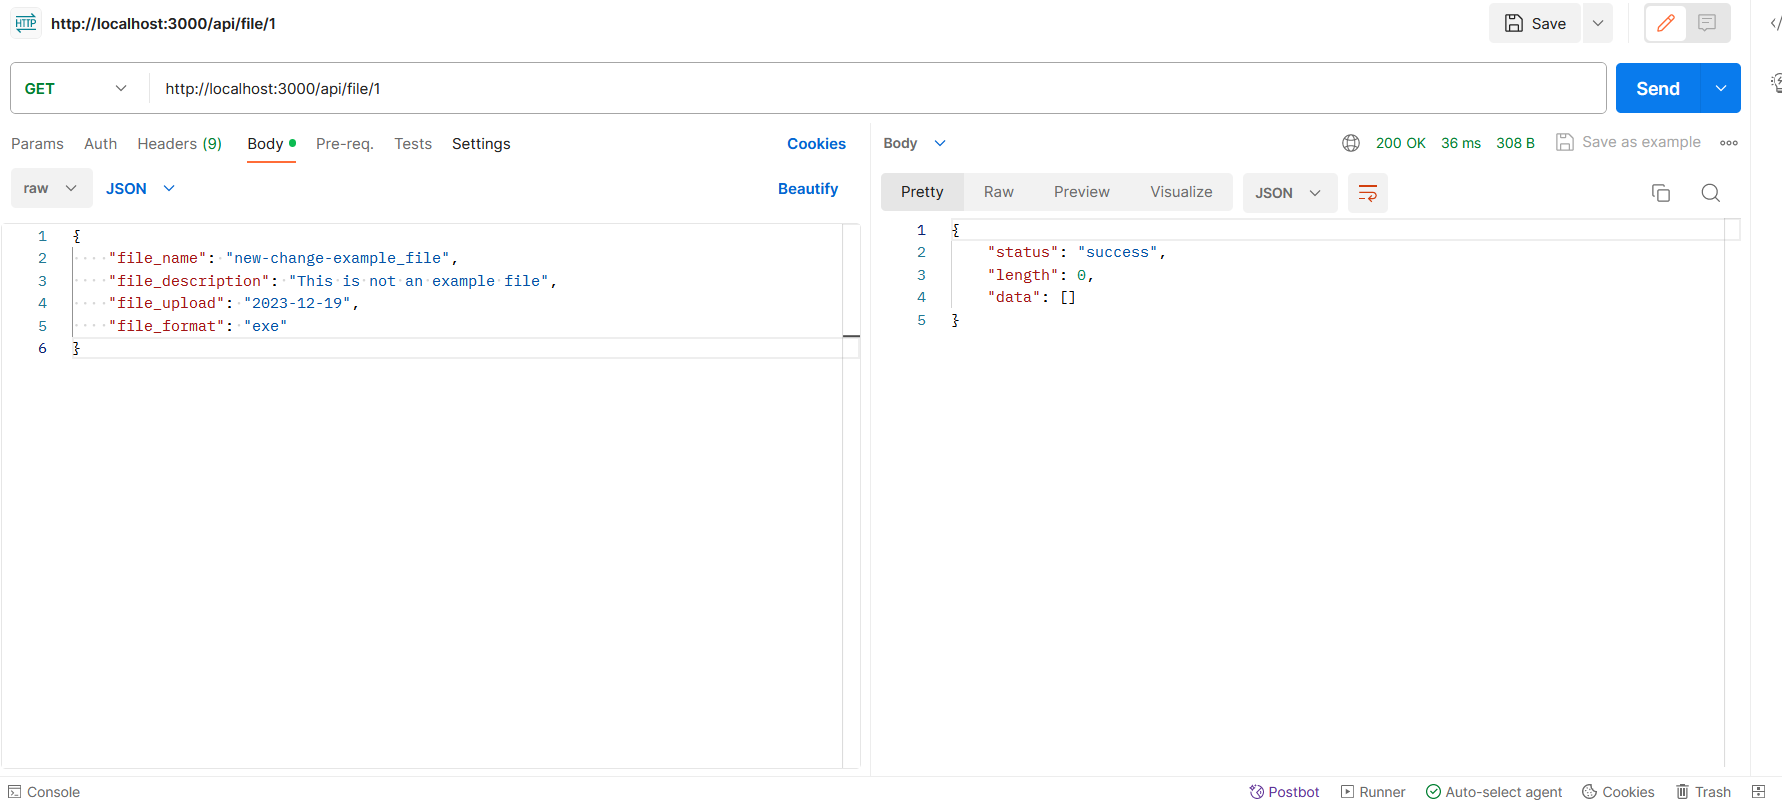 HTTP http://localhost:3000/api/file/1 Save
GET http://localhost:3000/api/file/1 Send
Params Auth Headers (9) Body Pre-req. Tests Settings Cookies
raw JSON Beautify
1 {
2 "file_name": "new-change-example_file",
3 "file_description": "This is not an example file",
4 "file_upload": "2023-12-19",
5 "file_format": "exe"
6 }
Body 200 OK 36 ms 308 B Save as example
Pretty Raw Preview Visualize JSON
1 {
2 "status": "success",
3 "length": 0,
4 "data": []
5 }
Console Postbot Runner Auto-select agent Cookies Trash